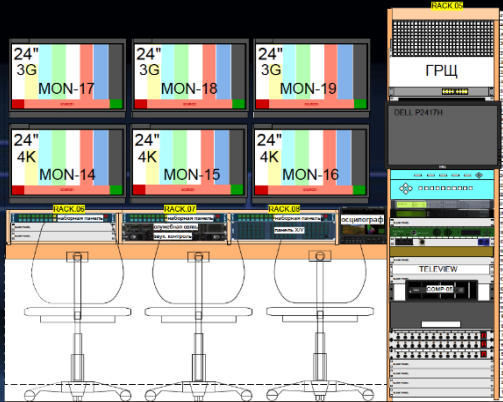 RACK.05
24"
3G
MON-17
24"
3G
MON-18
24"
3G
MON-19
ГРЩ
DELL P2417H
24"
4K
MON-14
24"
4K
MON-15
24"
4K
MON-16
RACK.06
RACK.07
RACK.08
наборная панель
наборная панель
наборная панель
осциллограф
служебная связь
панель X/Y
звук. контроль
TELEVIEW
COMP-05